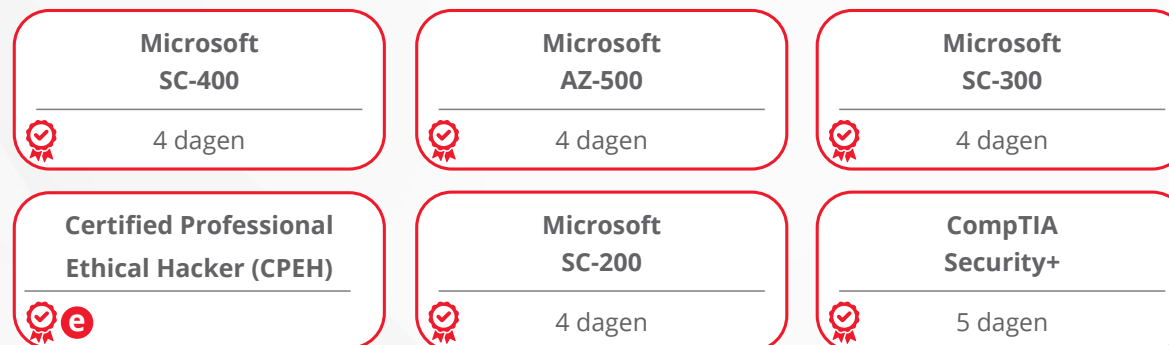 Microsoft
SC-400
4 dagen
Microsoft
AZ-500
4 dagen
Microsoft
SC-300
4 dagen
Certified Professional
Ethical Hacker (CPEH)
e
Microsoft
SC-200
4 dagen
CompTIA
Security+
5 dagen